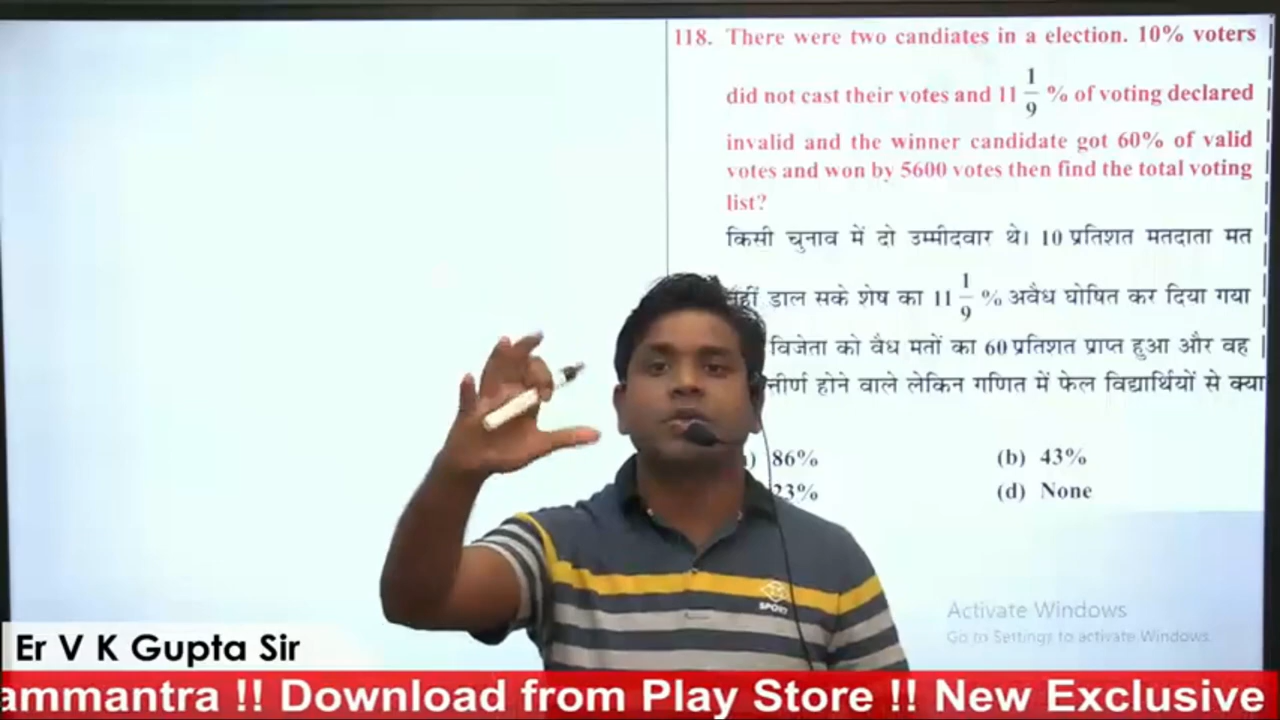 118. There were two candiates in a election. 10% voters
did not cast their votes and 11 1/9 % of voting declared
invalid and the winner candidate got 60% of valid
votes and won by 5600 votes then find the total voting
list?
किसी चुनाव में दो उम्मीदवार थे। 10 प्रतिशत मतदाता मत
डाल सके शेष का 11 1/9 % अवैध घोषित कर दिया गया
विजेता को वैध मतों का 60 प्रतिशत प्राप्त हुआ और वह
होने वाले लेकिन गणित में फेल विद्यार्थियों से क्या
86% (b) 43%
23% (d) None
SPORT
Activate Windows
Go to Settings to activate Windows.
Er V K Gupta Sir
ammantra !! Download from Play Store !! New Exclusive